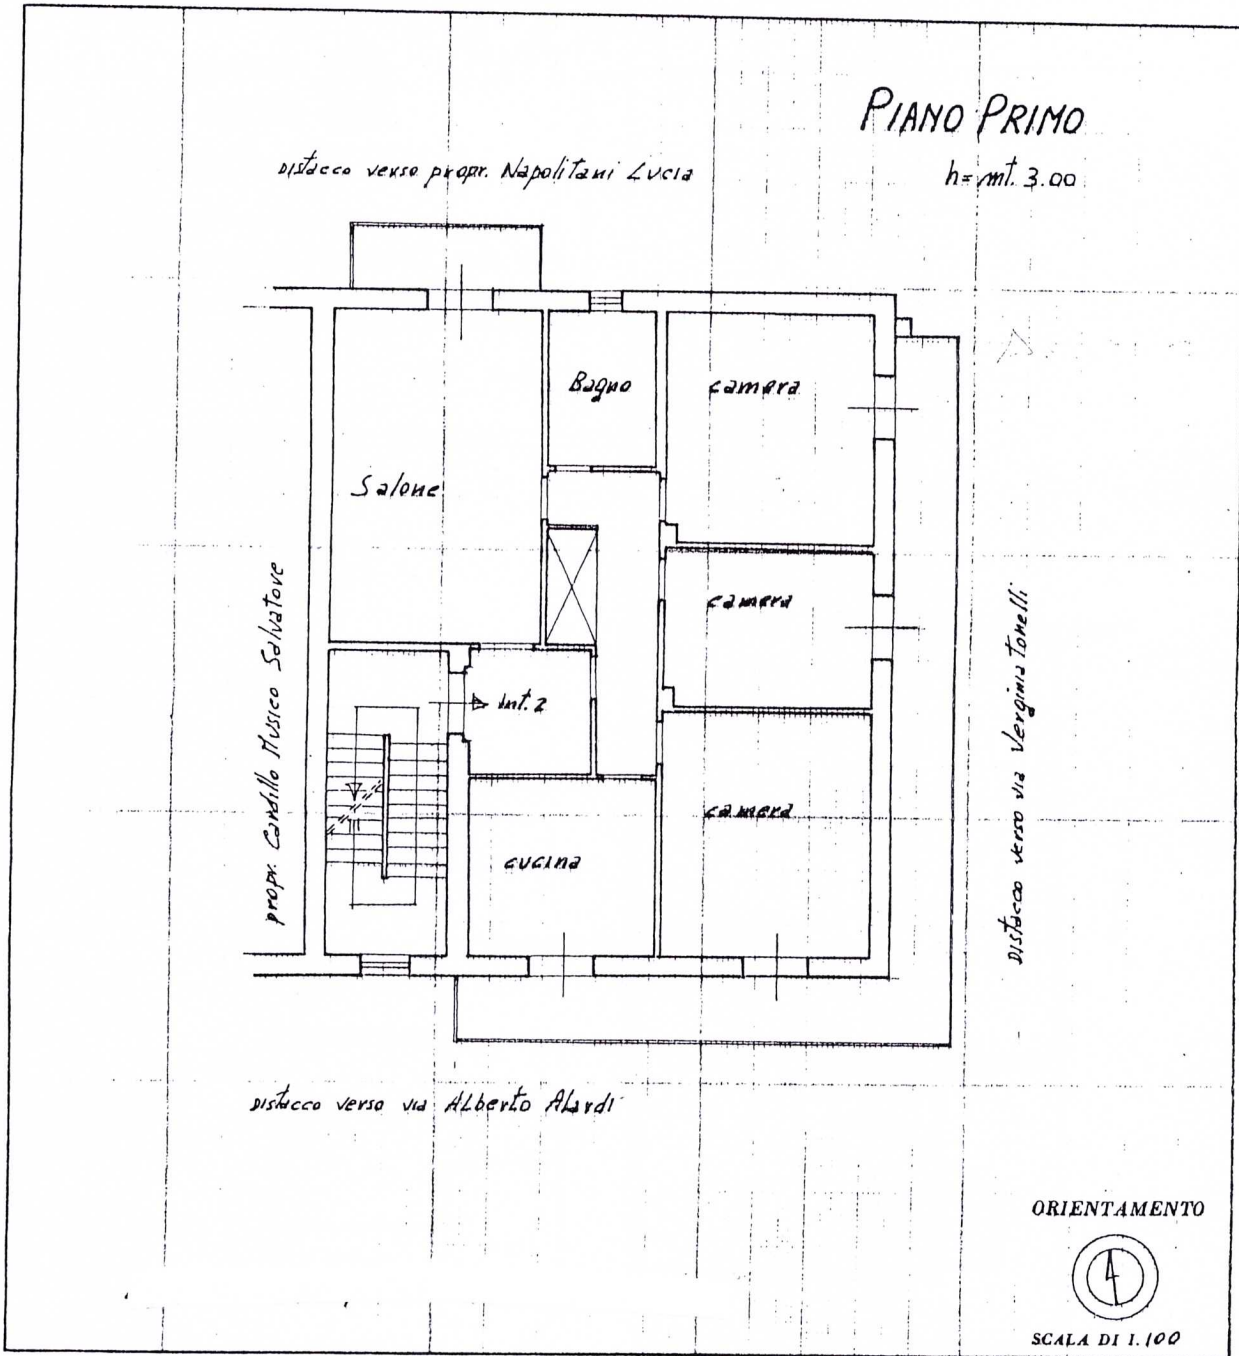 PIANO PRIMO
h= mt. 3.00
Distacco verso propr. Napolitani Lucia
Bagno
camera
Salone
camera
propr. Cardillo Musico Salvatore
Int. 2
Distacco verso via Verginia Tonelli
camera
cucina
Distacco verso via Alberto Alardi
ORIENTAMENTO
SCALA DI 1.100